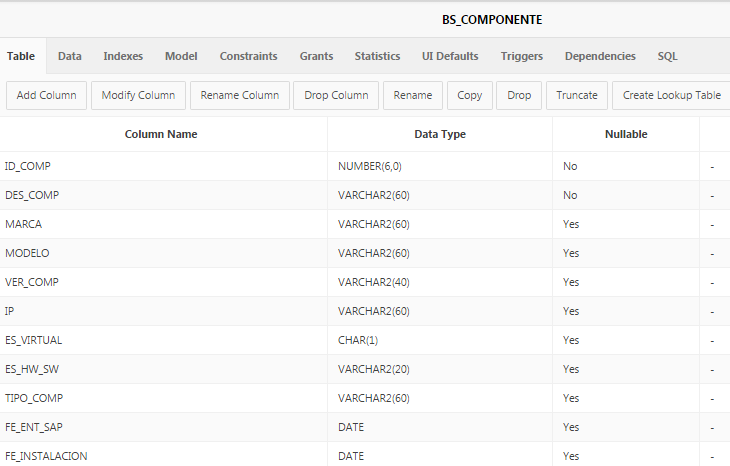 BS_COMPONENTE
Table Data Indexes Model Constraints Grants Statistics UI Defaults Triggers Dependencies SQL
Add Column Modify Column Rename Column Drop Column Rename Copy Drop Truncate Create Lookup Table
Column Name Data Type Nullable
ID_COMP NUMBER(6,0) No -
DES_COMP VARCHAR2(60) No -
MARCA VARCHAR2(60) Yes -
MODELO VARCHAR2(60) Yes -
VER_COMP VARCHAR2(40) Yes -
IP VARCHAR2(60) Yes -
ES_VIRTUAL CHAR(1) Yes -
ES_HW_SW VARCHAR2(20) Yes -
TIPO_COMP VARCHAR2(60) Yes -
FE_ENT_SAP DATE Yes -
FE_INSTALACION DATE Yes -